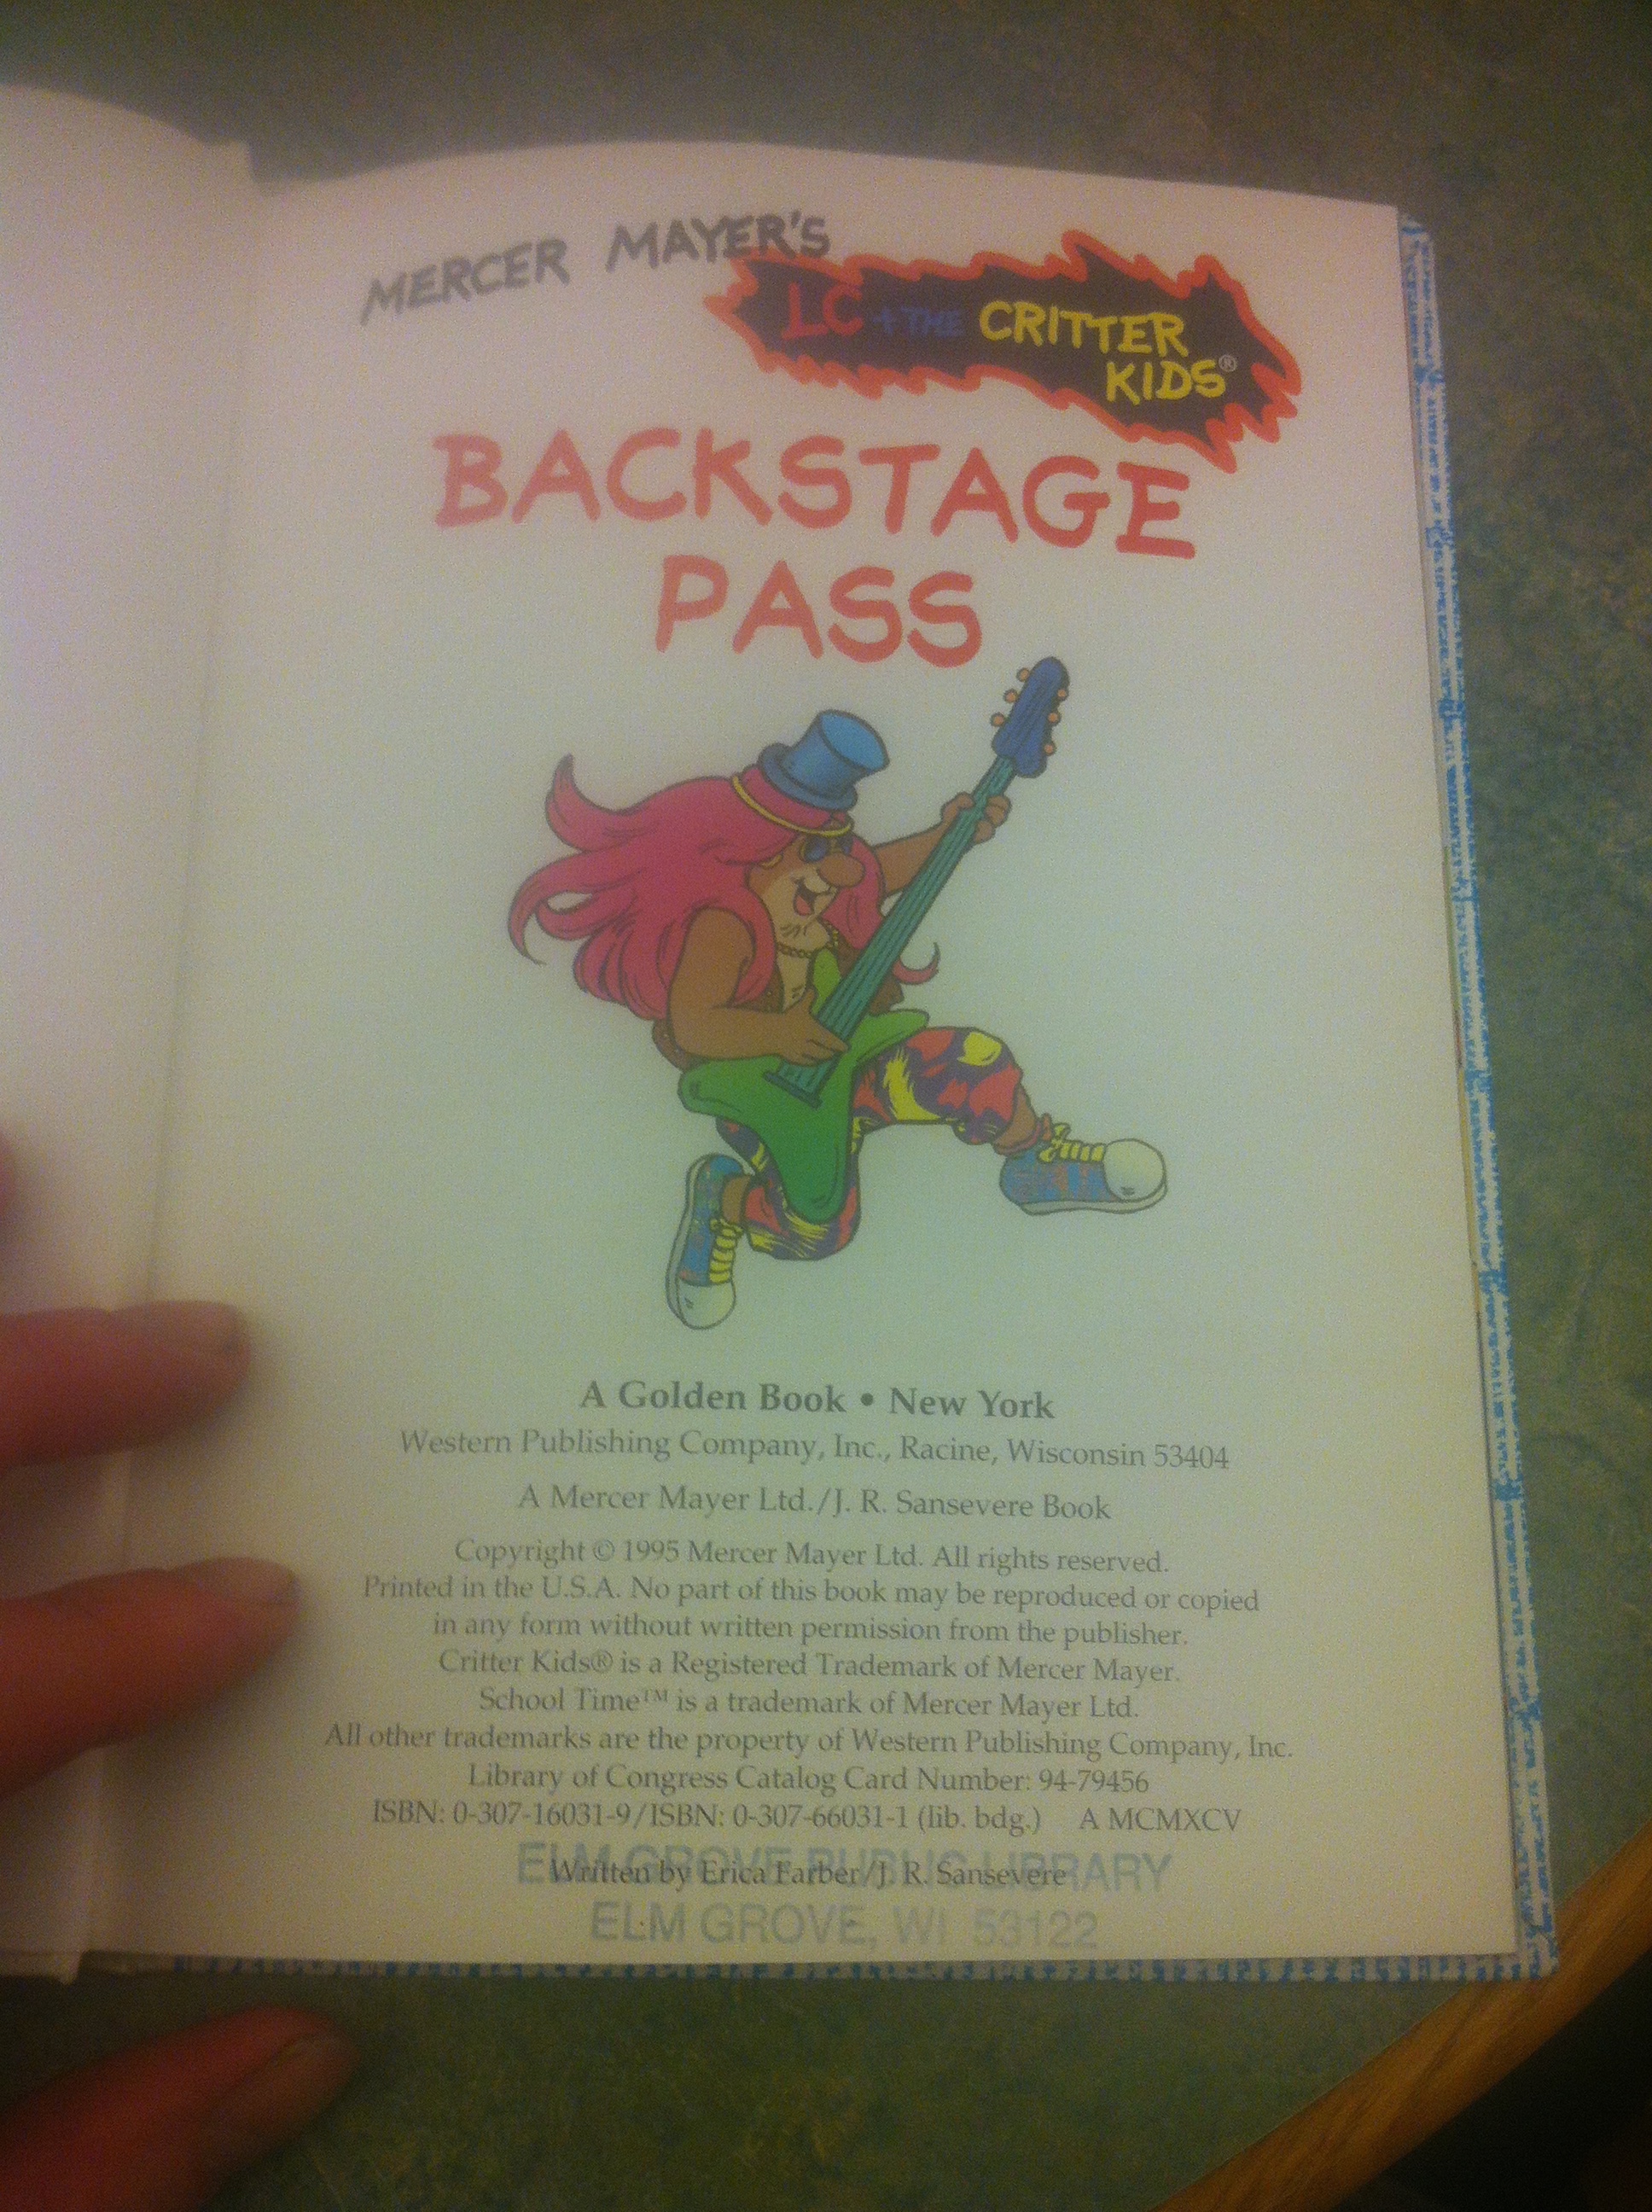 MERCER MAYER'S
LC + THE CRITTER
KIDS®
BACKSTAGE
PASS
A Golden Book • New York
Western Publishing Company, Inc., Racine, Wisconsin 53404
A Mercer Mayer Ltd./J. R. Sansevere Book
Copyright © 1995 Mercer Mayer Ltd. All rights reserved.
Printed in the U.S.A. No part of this book may be reproduced or copied
in any form without written permission from the publisher.
Critter Kids® is a Registered Trademark of Mercer Mayer.
School Time™ is a trademark of Mercer Mayer Ltd.
All other trademarks are the property of Western Publishing Company, Inc.
Library of Congress Catalog Card Number: 94-79456
ISBN: 0-307-16031-9/ISBN: 0-307-66031-1 (lib. bdg.) A MCMXCV
Written by Erica Farber/J. R. Sansevere
ELM GROVE PUBLIC LIBRARY
ELM GROVE, WI 53122